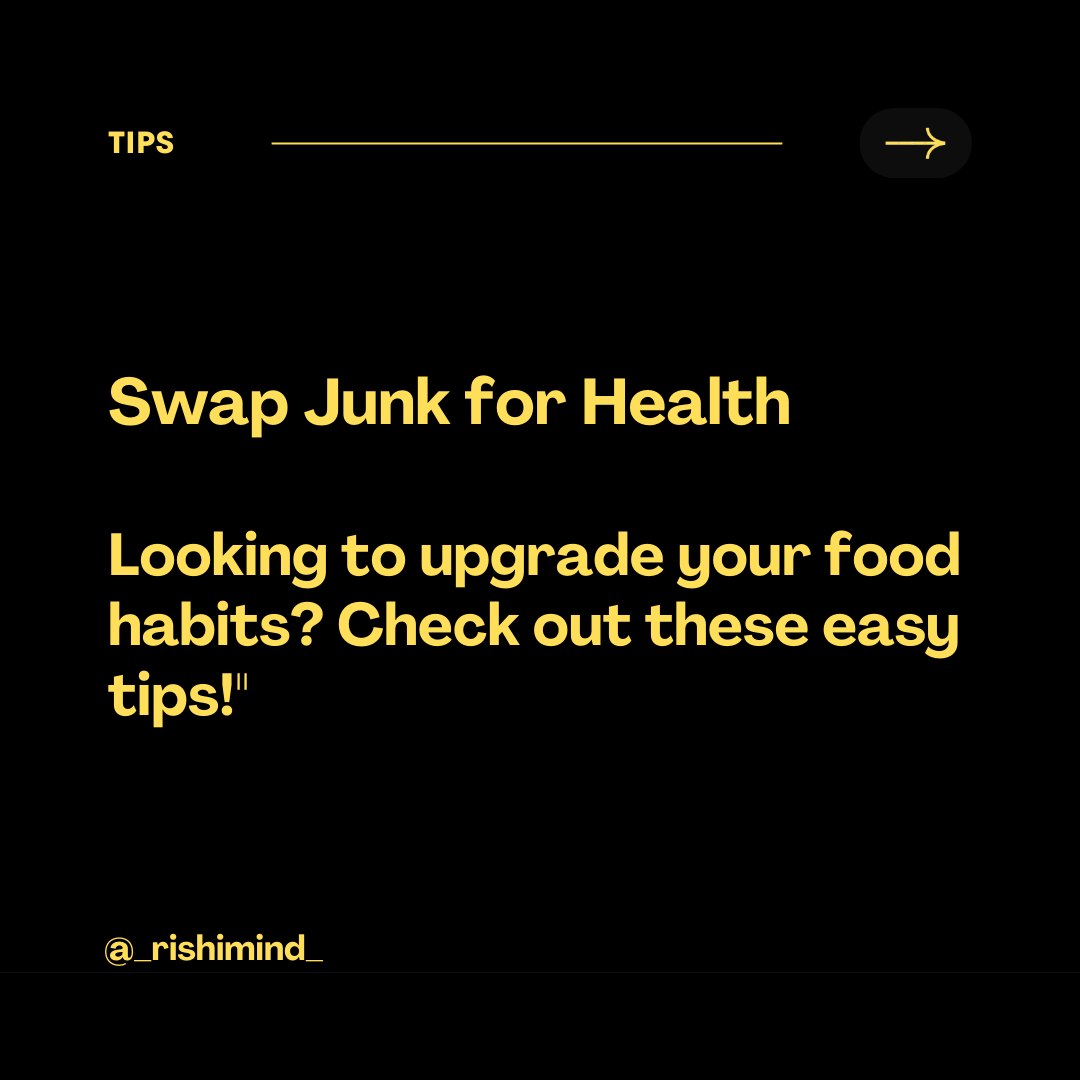 TIPS
Swap Junk for Health
Looking to upgrade your food
habits? Check out these easy
tips!"
@_rishimind_